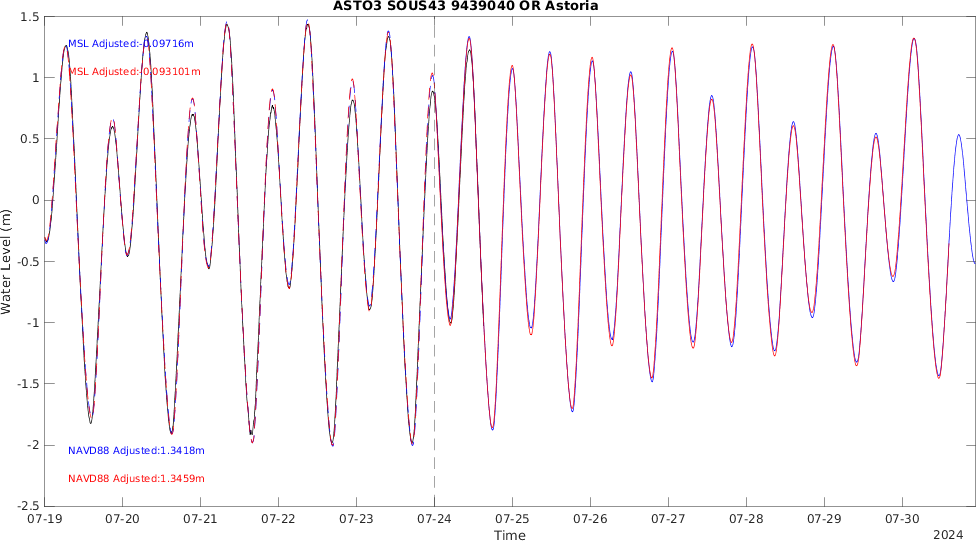 ASTO3 SOUS43 9439040 OR Astoria
1.5
1
0.5
0
-0.5
-1
-1.5
-2
-2.5
Water Level (m)
MSL Adjusted:-0.09716m
MSL Adjusted:-0.093101m
NAVD88 Adjusted:1.3418m
NAVD88 Adjusted:1.3459m
07-19 07-20 07-21 07-22 07-23 07-24 07-25 07-26 07-27 07-28 07-29 07-30
Time
2024